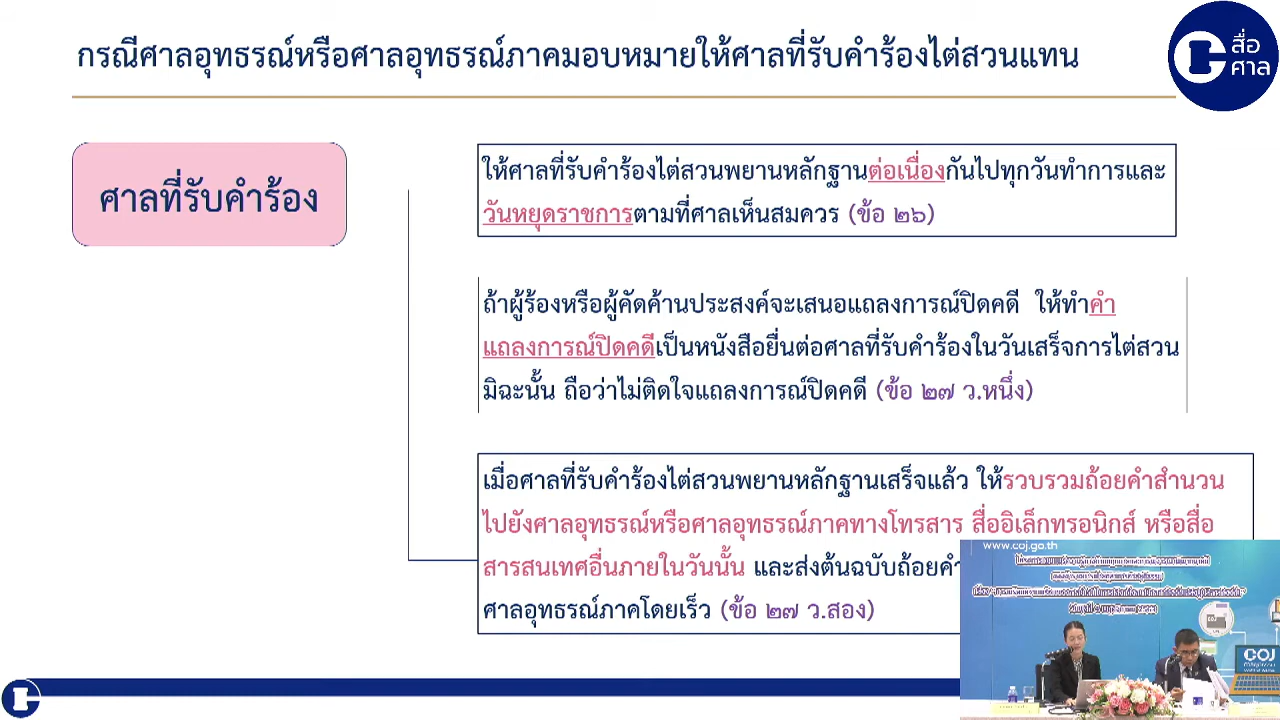 กรณีศาลอุทธรณ์หรือศาลอุทธรณ์ภาคมอบหมายให้ศาลที่รับคำร้องไต่สวนแทน
สื่อ
ศาล
ศาลที่รับคำร้อง
ให้ศาลที่รับคำร้องไต่สวนพยานหลักฐานต่อเนื่องกันไปทุกวันทำการและ
วันหยุดราชการตามที่ศาลเห็นสมควร (ข้อ ๒๖)
ถ้าผู้ร้องหรือผู้คัดค้านประสงค์จะเสนอแถลงการณ์ปิดคดี ให้ทำคำ
แถลงการณ์ปิดคดีเป็นหนังสือยื่นต่อศาลที่รับคำร้องในวันเสร็จการไต่สวน
มิฉะนั้น ถือว่าไม่ติดใจแถลงการณ์ปิดคดี (ข้อ ๒๗ ว.หนึ่ง)
เมื่อศาลที่รับคำร้องไต่สวนพยานหลักฐานเสร็จแล้ว ให้รวบรวมถ้อยคำสำนวน
ไปยังศาลอุทธรณ์หรือศาลอุทธรณ์ภาคทางโทรสาร สื่ออิเล็กทรอนิกส์ หรือสื่อ
สารสนเทศอื่นภายในวันนั้น และส่งต้นฉบับถ้อยคำ
ศาลอุทธรณ์ภาคโดยเร็ว (ข้อ ๒๗ ว.สอง)
www.coj.go.th
COJ